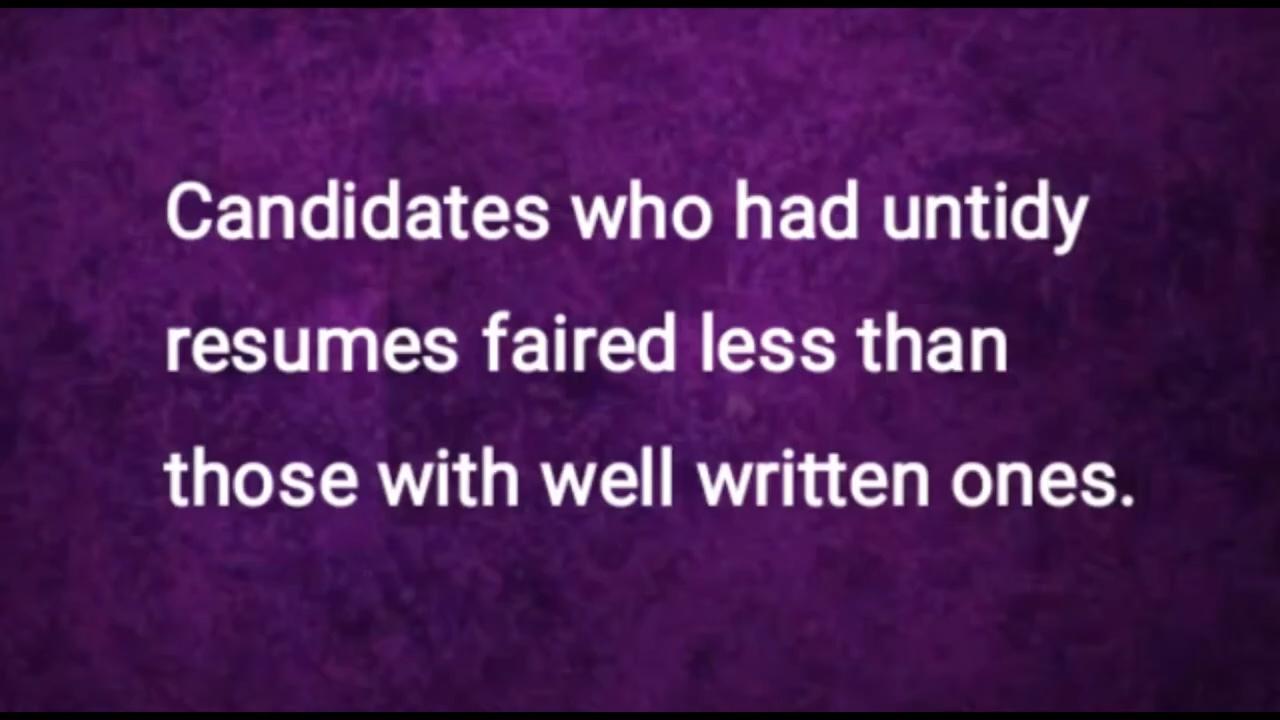 Candidates who had untidy
resumes faired less than
those with well written ones.